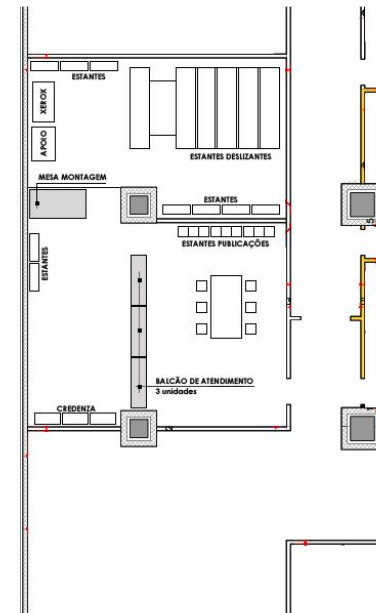 ESTANTES
XEROX
APOIO
ESTANTES DESLIZANTES
MESA MONTAGEM
ESTANTES
ESTANTES PUBLICAÇÕES
ESTANTES
BALCÃO DE ATENDIMENTO
3 unidades
CREDENZA